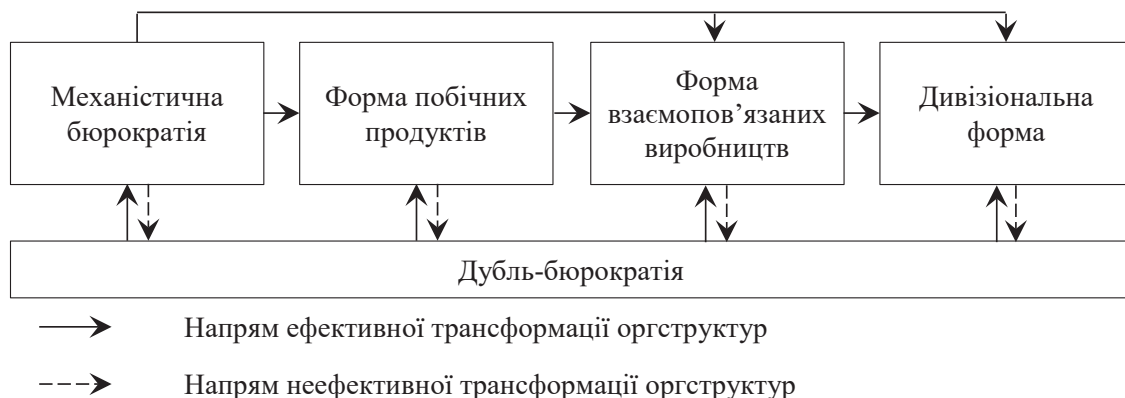 Механістична
бюрократія
Форма побічних
продуктів
Форма
взаємопов’язаних
виробництв
Дивізіональна
форма
Дубль-бюрократія
Напрям ефективної трансформації оргструктур
Напрям неефективної трансформації оргструктур